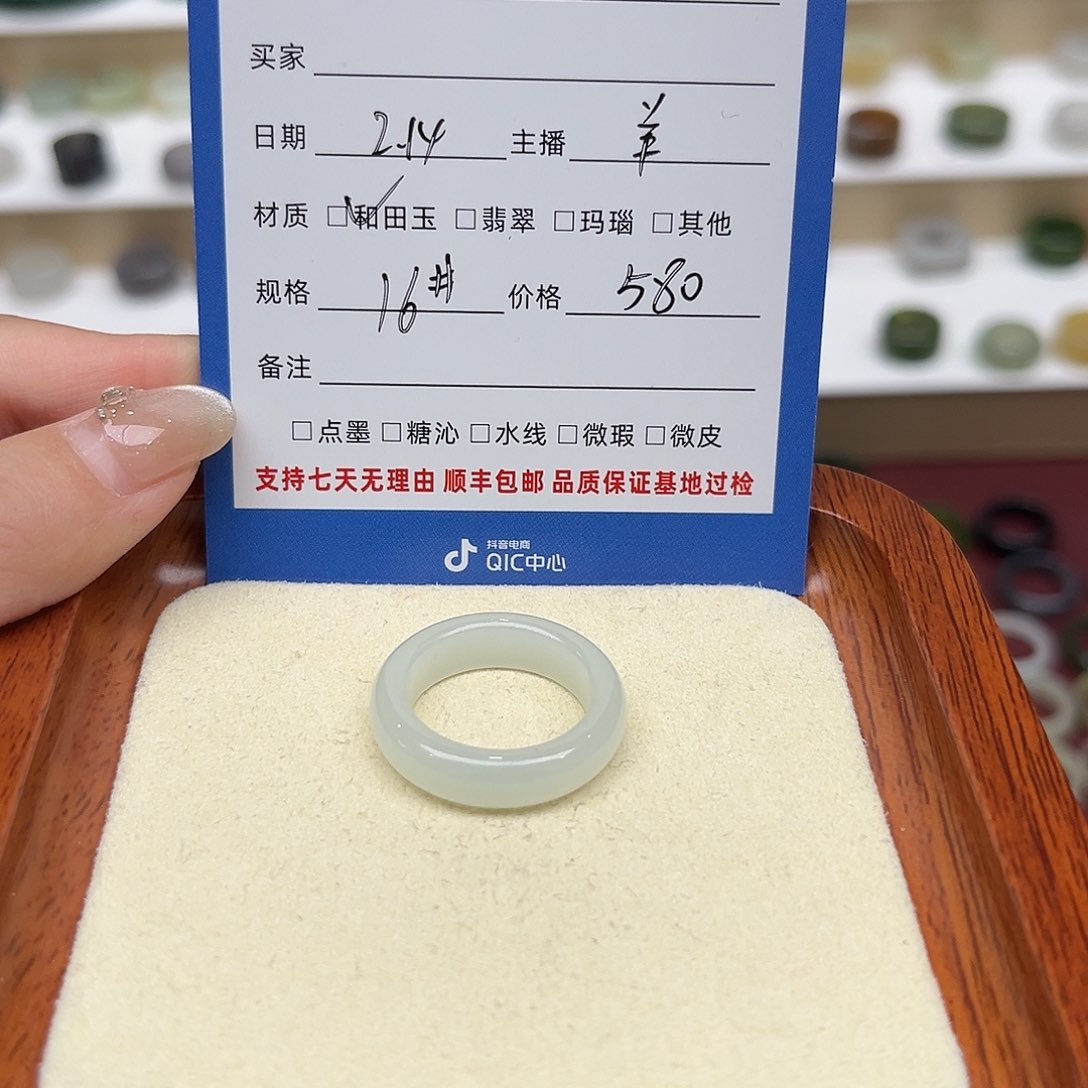 买家
日期 2.14 主播 羊
材质 □和田玉 □翡翠 □玛瑙 □其他
规格 16# 价格 580
备注
□点墨 □糖沁 □水线 □微瑕 □微皮
支持七天无理由 顺丰包邮 品质保证基地过检
抖音电商
QIC中心